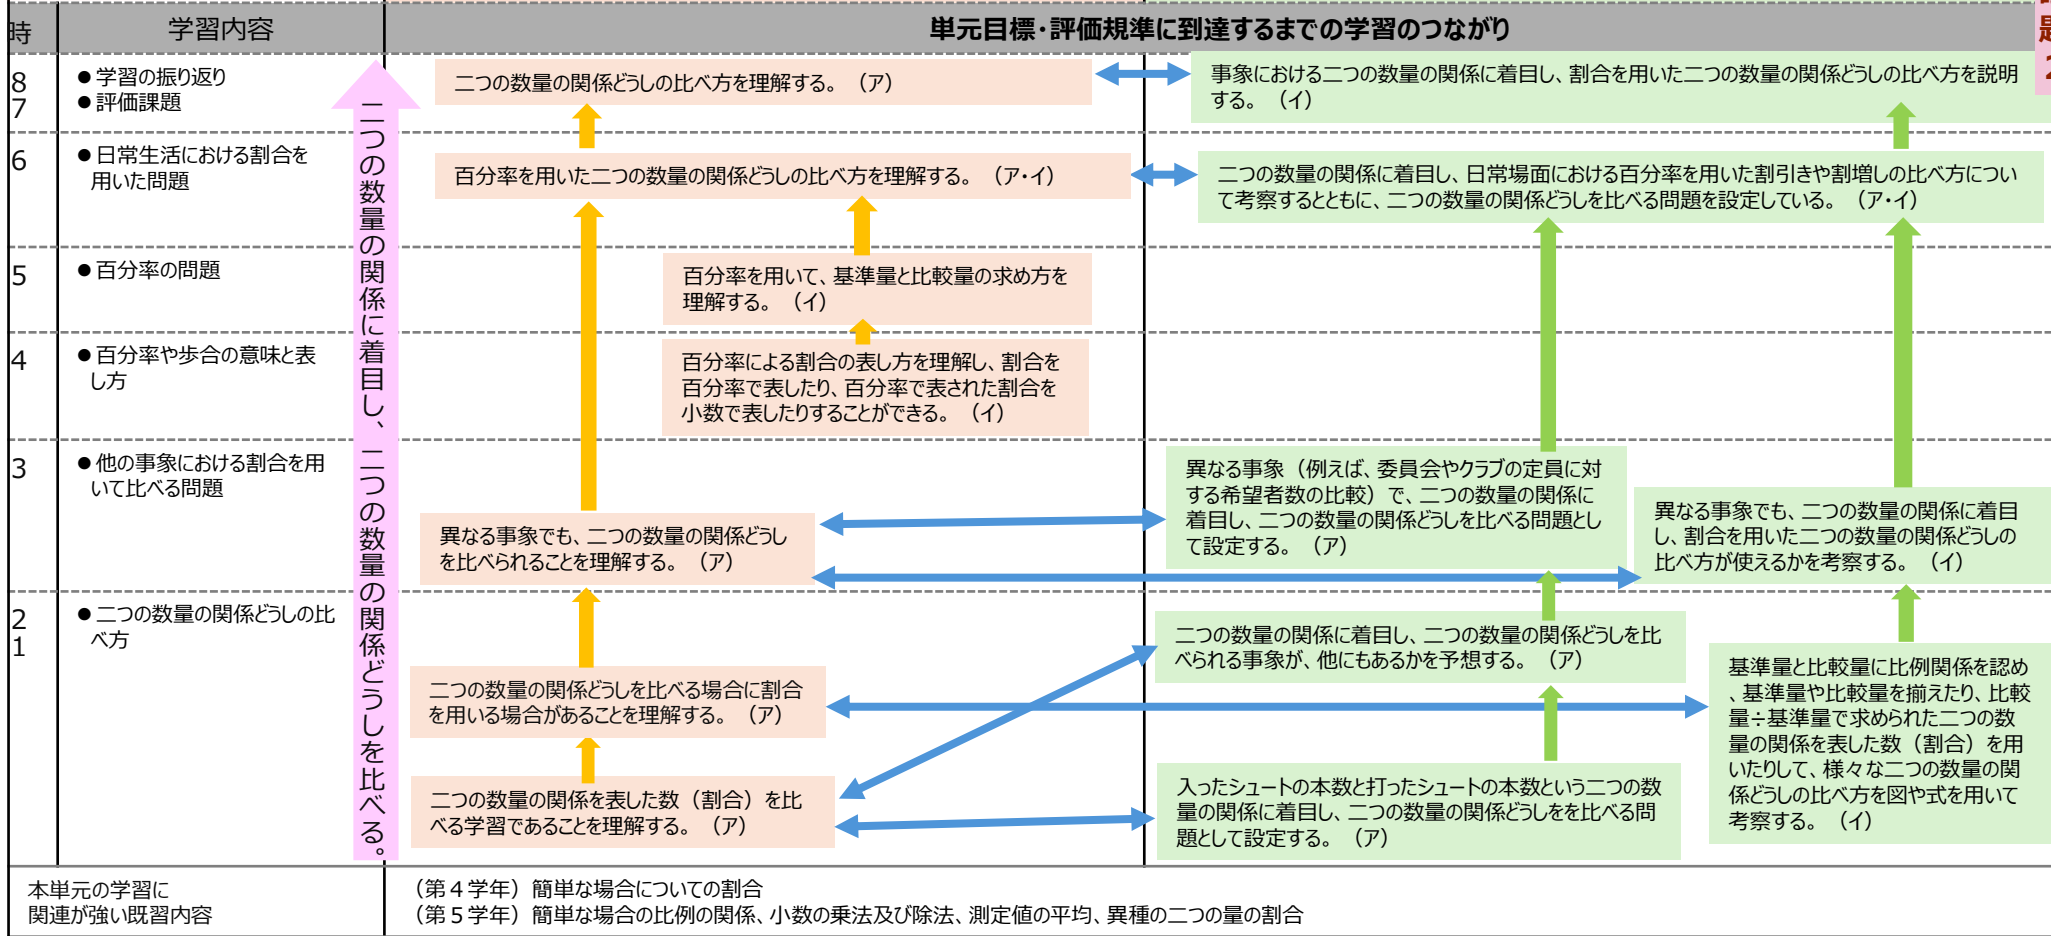 時
学習内容
単元目標・評価規準に到達するまでの学習のつながり
題
2
8
7
●学習の振り返り
●評価課題
二つの数量の関係に着目し、二つの数量の関係どうしを比べる。
二つの数量の関係どうしの比べ方を理解する。（ア）
事象における二つの数量の関係に着目し、割合を用いた二つの数量の関係どうしの比べ方を説明
する。（イ）
6
●日常生活における割合を
用いた問題
百分率を用いた二つの数量の関係どうしの比べ方を理解する。（ア・イ）
二つの数量の関係に着目し、日常場面における百分率を用いた割引きや割増しの比べ方につい
て考察するとともに、二つの数量の関係どうしを比べる問題を設定している。（ア・イ）
5
●百分率の問題
百分率を用いて、基準量と比較量の求め方を
理解する。（イ）
4
●百分率や歩合の意味と表
し方
百分率による割合の表し方を理解し、割合を
百分率で表したり、百分率で表された割合を
小数で表したりすることができる。（イ）
3
●他の事象における割合を用
いて比べる問題
異なる事象でも、二つの数量の関係どうし
を比べられることを理解する。（ア）
異なる事象（例えば、委員会やクラブの定員に対
する希望者数の比較）で、二つの数量の関係に
着目し、二つの数量の関係どうしを比べる問題とし
て設定する。（ア）
異なる事象でも、二つの数量の関係に着目
し、割合を用いた二つの数量の関係どうしの
比べ方が使えるかを考察する。（イ）
2
1
●二つの数量の関係どうしの比
べ方
二つの数量の関係どうしを比べる場合に割合
を用いる場合があることを理解する。（ア）
二つの数量の関係を表した数（割合）を比
べる学習であることを理解する。（ア）
二つの数量の関係に着目し、二つの数量の関係どうしを比
べられる事象が、他にもあるかを予想する。（ア）
入ったシュートの本数と打ったシュートの本数という二つの数
量の関係に着目し、二つの数量の関係どうしをを比べる問
題として設定する。（ア）
基準量と比較量に比例関係を認め
、基準量や比較量を揃えたり、比較
量÷基準量で求められた二つの数
量の関係を表した数（割合）を用
いたりして、様々な二つの数量の関
係どうしの比べ方を図や式を用いて
考察する。（イ）
本単元の学習に
関連が強い既習内容
（第４学年）簡単な場合についての割合
（第５学年）簡単な場合の比例の関係、小数の乗法及び除法、測定値の平均、異種の二つの量の割合